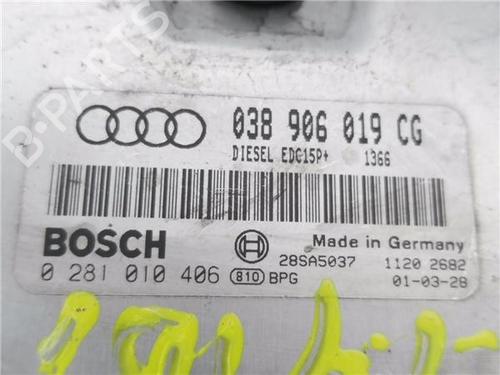 038 906 019 CG
DIESEL EDC15P+ 1366
BOSCH
Made in Germany
28SA5037 1120 2682
0 281 010 406 810 BPG 01-03-28